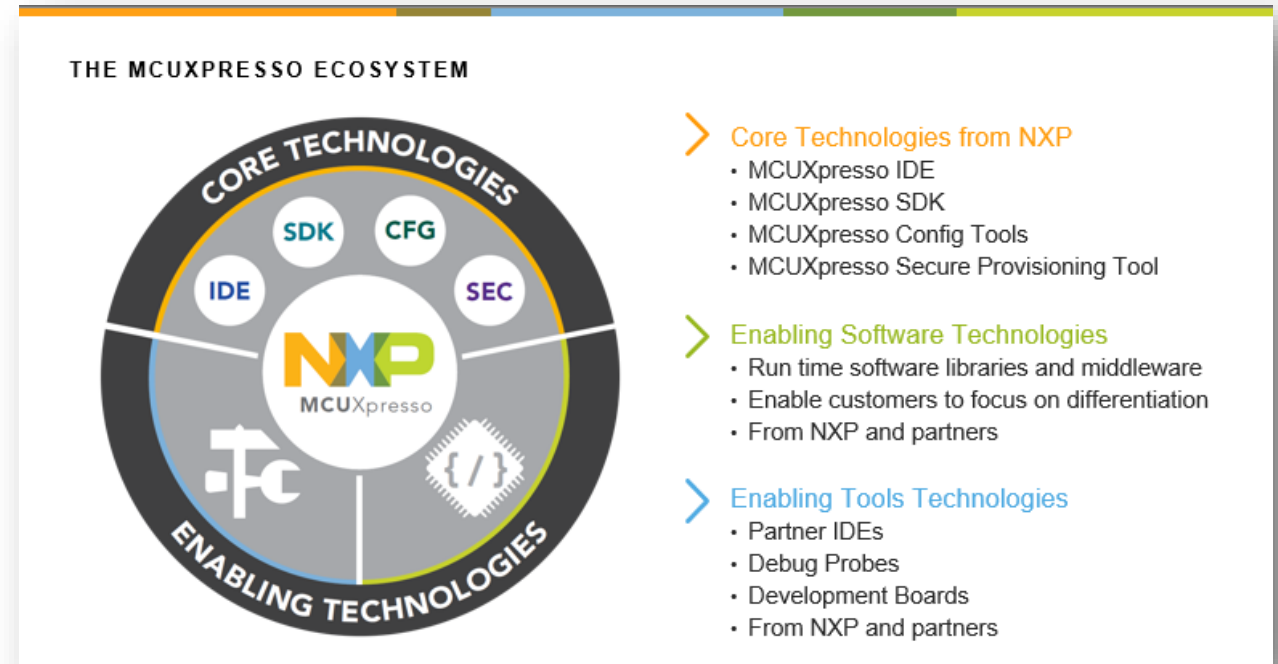 THE MCUXPRESSO ECOSYSTEM
CORE TECHNOLOGIES
SDK
CFG
IDE
SEC
NXP
MCUXpresso
{/}
ENABLING TECHNOLOGIES
Core Technologies from NXP
• MCUXpresso IDE
• MCUXpresso SDK
• MCUXpresso Config Tools
• MCUXpresso Secure Provisioning Tool
Enabling Software Technologies
• Run time software libraries and middleware
• Enable customers to focus on differentiation
• From NXP and partners
Enabling Tools Technologies
• Partner IDEs
• Debug Probes
• Development Boards
• From NXP and partners